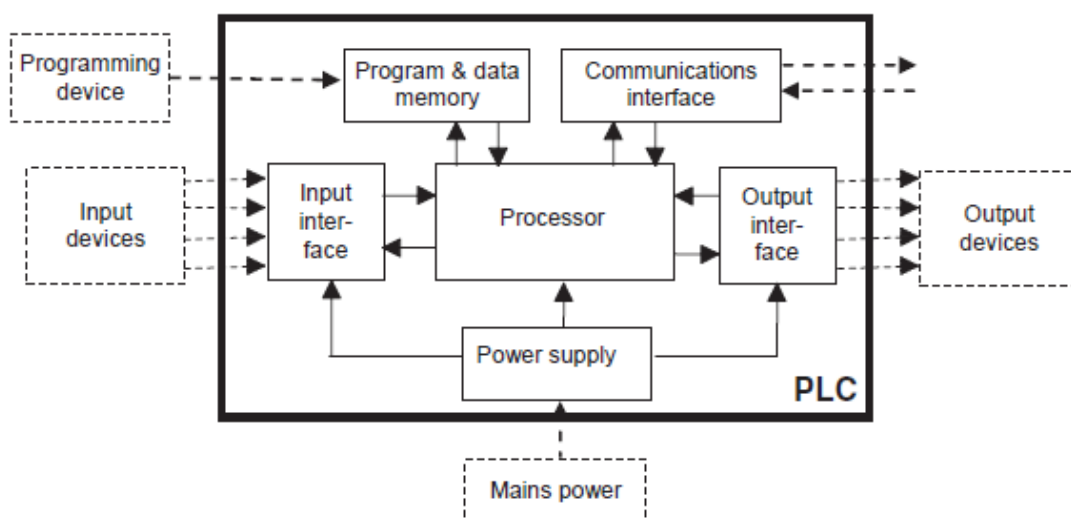 Programming
device
Program & data
memory
Communications
interface
Input
devices
Input
inter-
face
Processor
Output
inter-
face
Output
devices
Power supply
PLC
Mains power